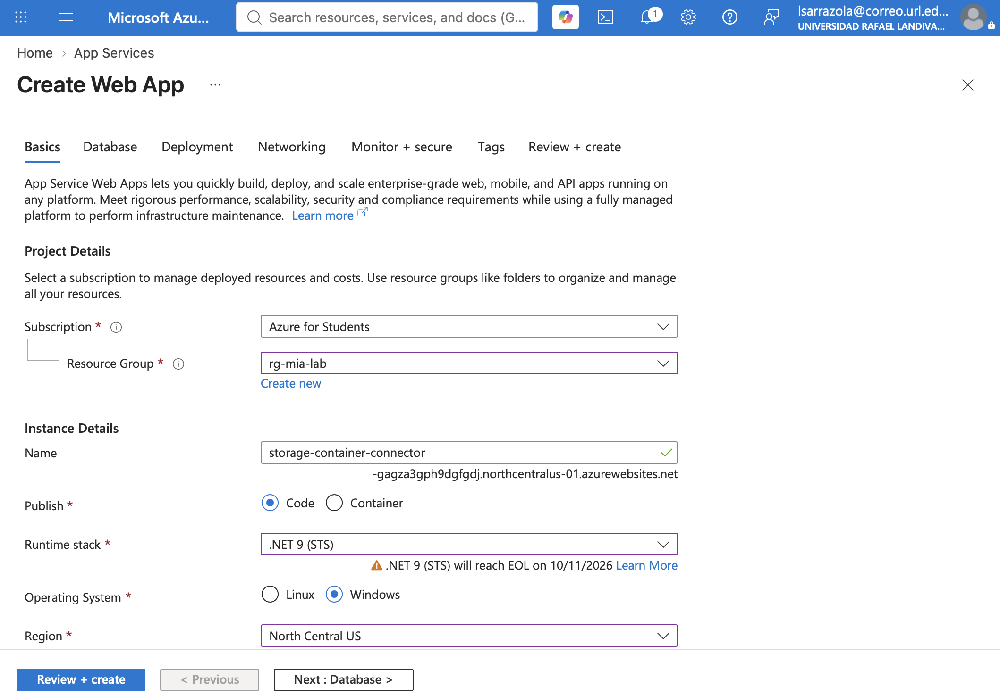 Microsoft Azu...
Search resources, services, and docs (G...
1
lsarrazola@correo.url.ed...
UNIVERSIDAD RAFAEL LANDIVA...
Home > App Services
Create Web App ...
Basics Database Deployment Networking Monitor + secure Tags Review + create
App Service Web Apps lets you quickly build, deploy, and scale enterprise-grade web, mobile, and API apps running on
any platform. Meet rigorous performance, scalability, security and compliance requirements while using a fully managed
platform to perform infrastructure maintenance. Learn more
Project Details
Select a subscription to manage deployed resources and costs. Use resource groups like folders to organize and manage
all your resources.
Subscription * Azure for Students
Resource Group * rg-mia-lab
Create new
Instance Details
Name storage-container-connector
-gagza3gph9dgfgdj.northcentralus-01.azurewebsites.net
Publish * Code Container
Runtime stack * .NET 9 (STS)
.NET 9 (STS) will reach EOL on 10/11/2026 Learn More
Operating System * Linux Windows
Region * North Central US
Review + create < Previous Next : Database >